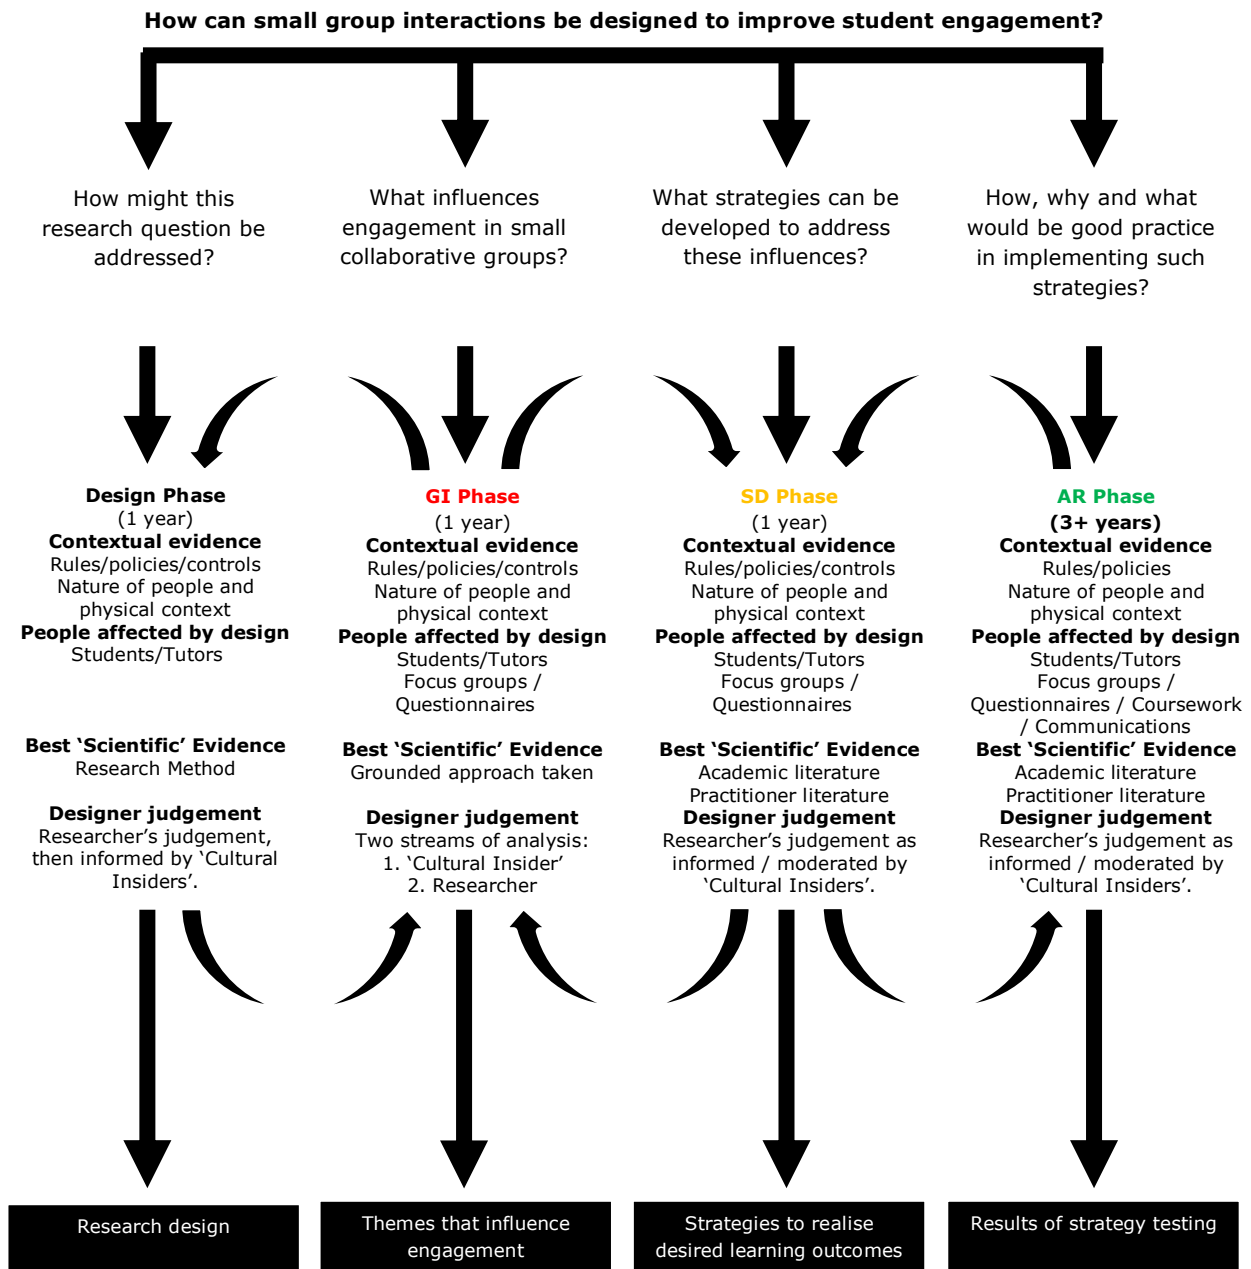 How can small group interactions be designed to improve student engagement?
How might this
research question be
addressed?
What influences
engagement in small
collaborative groups?
What strategies can be
developed to address
these influences?
How, why and what
would be good practice
in implementing such
strategies?
Design Phase
(1 year)
Contextual evidence
Rules/policies/controls
Nature of people and
physical context
People affected by design
Students/Tutors
Best ‘Scientific’ Evidence
Research Method
Designer judgement
Researcher’s judgement,
then informed by ‘Cultural
Insiders’.
GI Phase
(1 year)
Contextual evidence
Rules/policies/controls
Nature of people and
physical context
People affected by design
Students/Tutors
Focus groups /
Questionnaires
Best ‘Scientific’ Evidence
Grounded approach taken
Designer judgement
Two streams of analysis:
1. ‘Cultural Insider’
2. Researcher
SD Phase
(1 year)
Contextual evidence
Rules/policies/controls
Nature of people and
physical context
People affected by design
Students/Tutors
Focus groups /
Questionnaires
Best ‘Scientific’ Evidence
Academic literature
Practitioner literature
Designer judgement
Researcher’s judgement as
informed / moderated by
‘Cultural Insiders’.
AR Phase
(3+ years)
Contextual evidence
Rules/policies
Nature of people and
physical context
People affected by design
Students/Tutors
Focus groups /
Questionnaires / Coursework
/ Communications
Best ‘Scientific’ Evidence
Academic literature
Practitioner literature
Designer judgement
Researcher’s judgement as
informed / moderated by
‘Cultural Insiders’.
Research design
Themes that influence
engagement
Strategies to realise
desired learning outcomes
Results of strategy testing